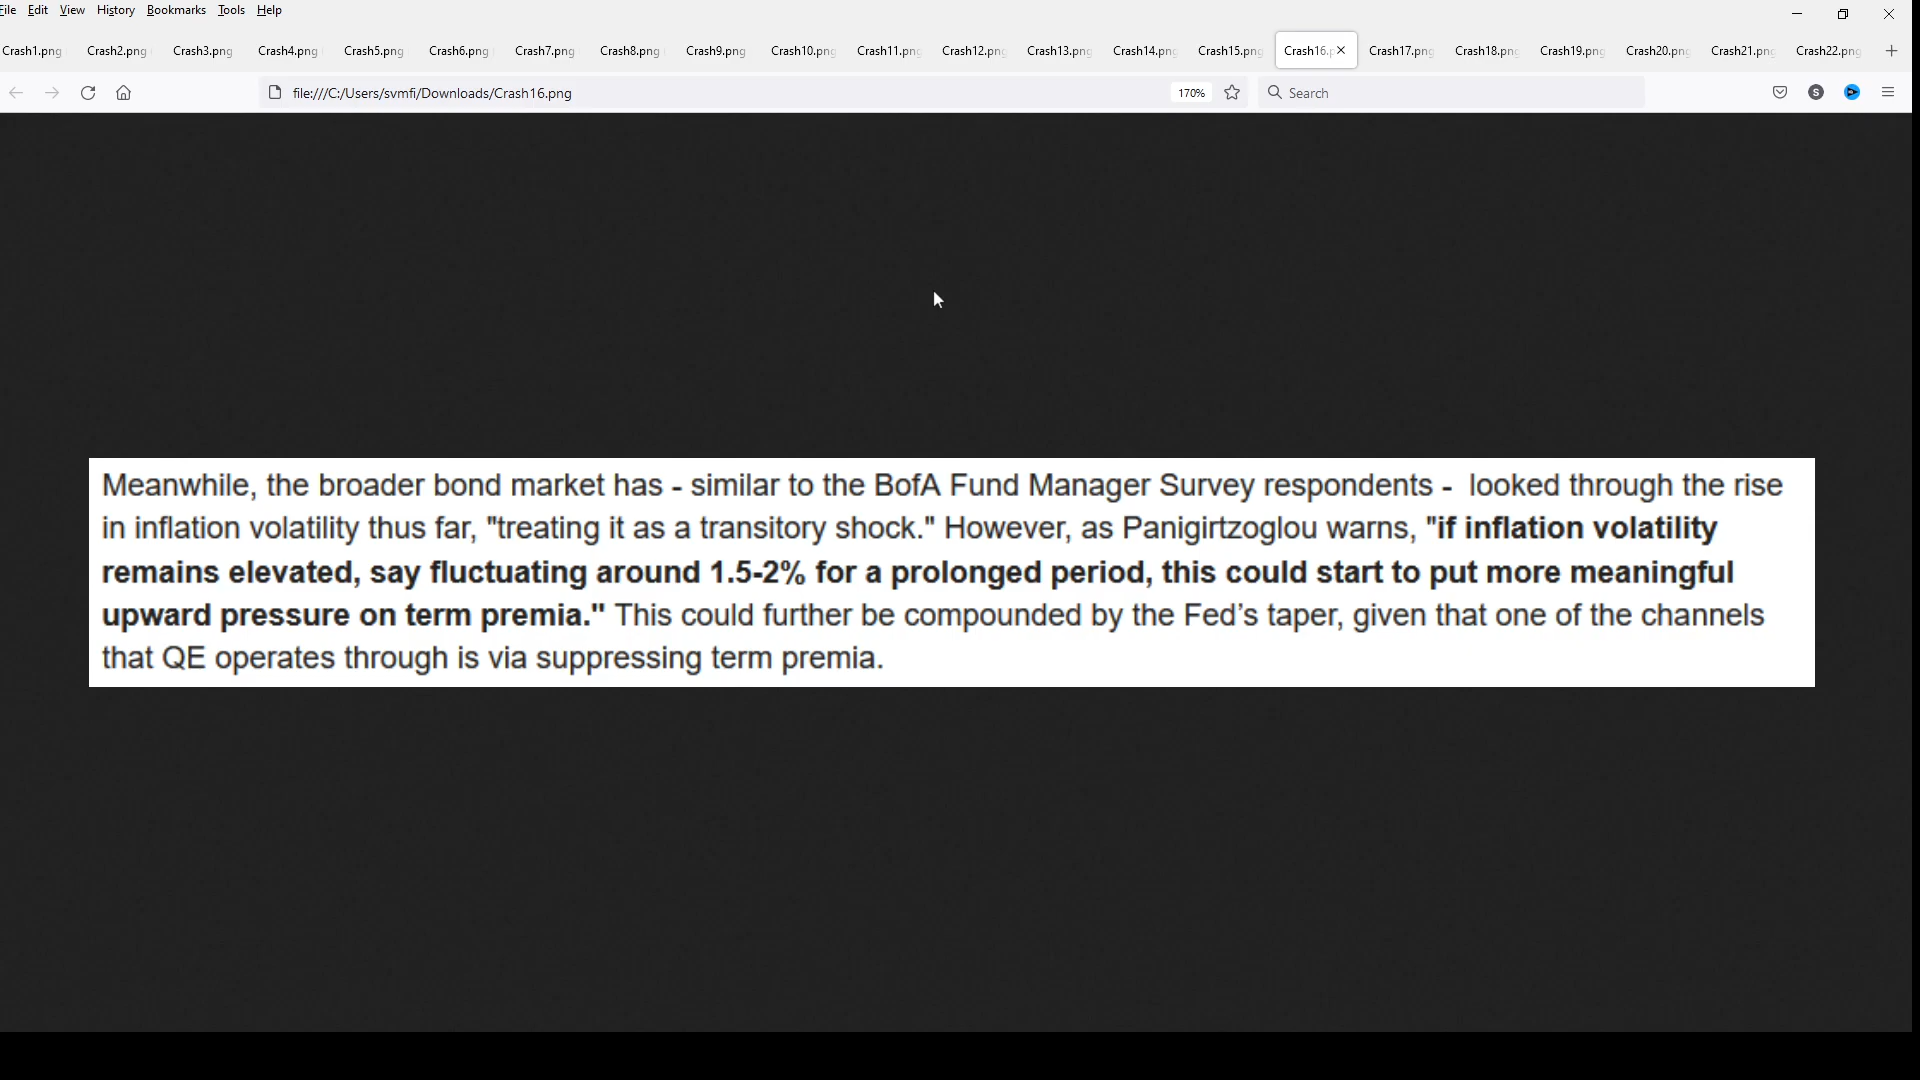 File Edit View History Bookmarks Tools Help
Crash1.png Crash2.png Crash3.png Crash4.png Crash5.png Crash6.png Crash7.png Crash8.png Crash9.png Crash10.png Crash11.png Crash12.png Crash13.png Crash14.png Crash15.png Crash16.p Crash17.png Crash18.png Crash19.png Crash20.png Crash21.png Crash22.png
file:///C:/Users/svmfi/Downloads/Crash16.png 170% Search S
Meanwhile, the broader bond market has - similar to the BofA Fund Manager Survey respondents - looked through the rise
in inflation volatility thus far, "treating it as a transitory shock." However, as Panigirtzoglou warns, "if inflation volatility
remains elevated, say fluctuating around 1.5-2% for a prolonged period, this could start to put more meaningful
upward pressure on term premia." This could further be compounded by the Fed’s taper, given that one of the channels
that QE operates through is via suppressing term premia.